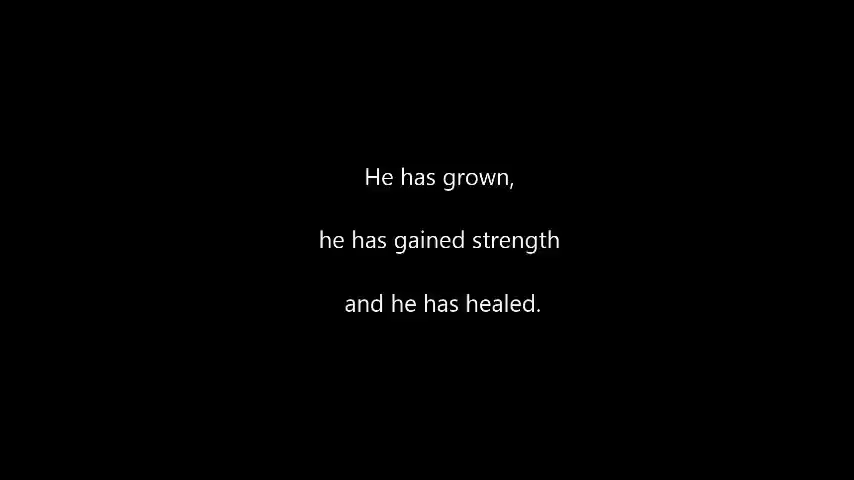 He has grown,
he has gained strength
and he has healed.